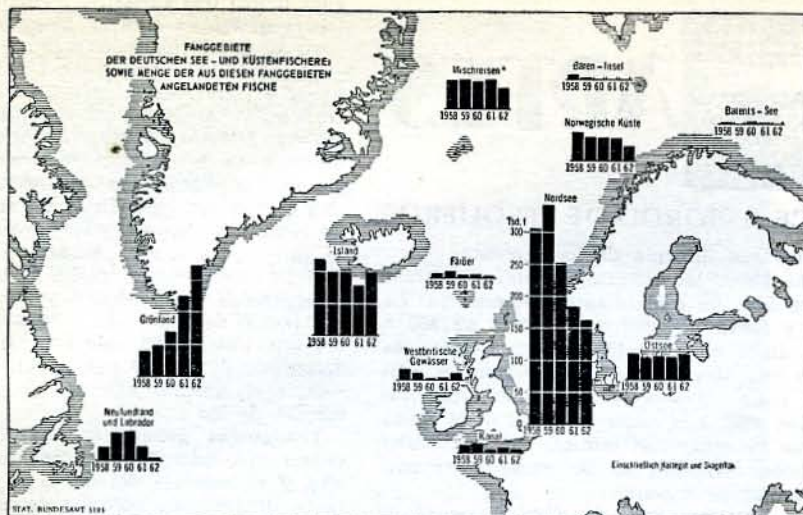 FANGGEBIETE
DER DEUTSCHEN SEE - UND KÜSTENFISCHEREI
SOWIE MENGE DER AUS DIESEN FANGGEBIETEN
ANGELANDETEN FISCHE
Mischreisen*
1958 59 60 61 62
Bären - Insel
1958 59 60 61 62
Barents - See
1958 59 60 61 62
Norwegische Küste
1958 59 60 61 62
Nordsee
Tsd. t
300
250
200
150
100
50
0
1958 59 60 61 62
Island
1958 59 60 61 62
Färöer
1958 59 60 61 62
Grönland
1958 59 60 61 62
Westbritische
Gewässer
1958 59 60 61 62
Ostsee
1958 59 60 61 62
Neufundland
und Labrador
1958 59 60 61 62
Kanal
1958 59 60 61 62
Einschließlich Kattegat und Skagerrak
STAT. BUNDESAMT